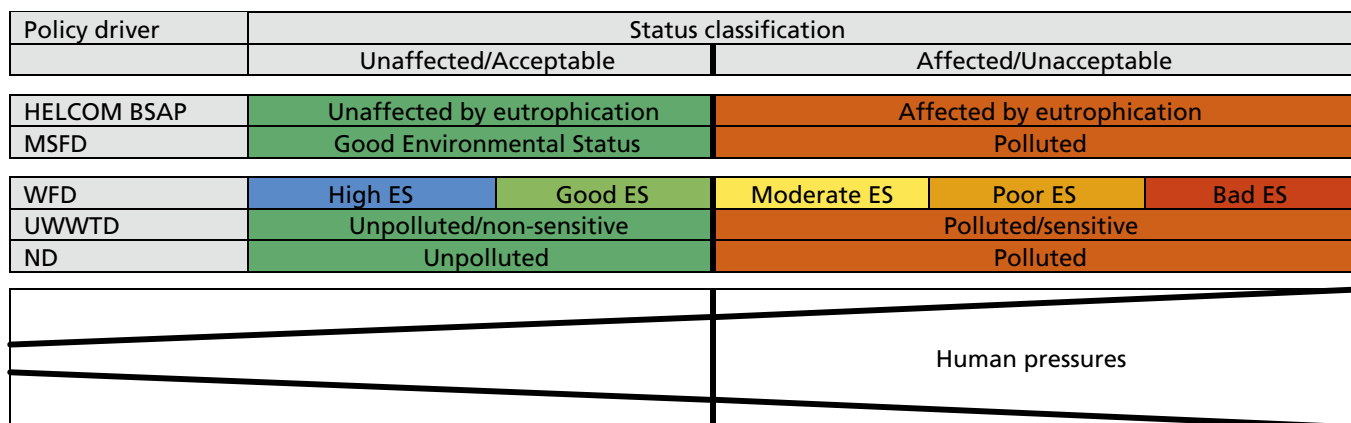 Policy driver Status classification
Unaffected/Acceptable Affected/Unacceptable
HELCOM BSAP Unaffected by eutrophication Affected by eutrophication
MSFD Good Environmental Status Polluted
WFD High ES Good ES Moderate ES Poor ES Bad ES
UWWTD Unpolluted/non-sensitive Polluted/sensitive
ND Unpolluted Polluted
Human pressures